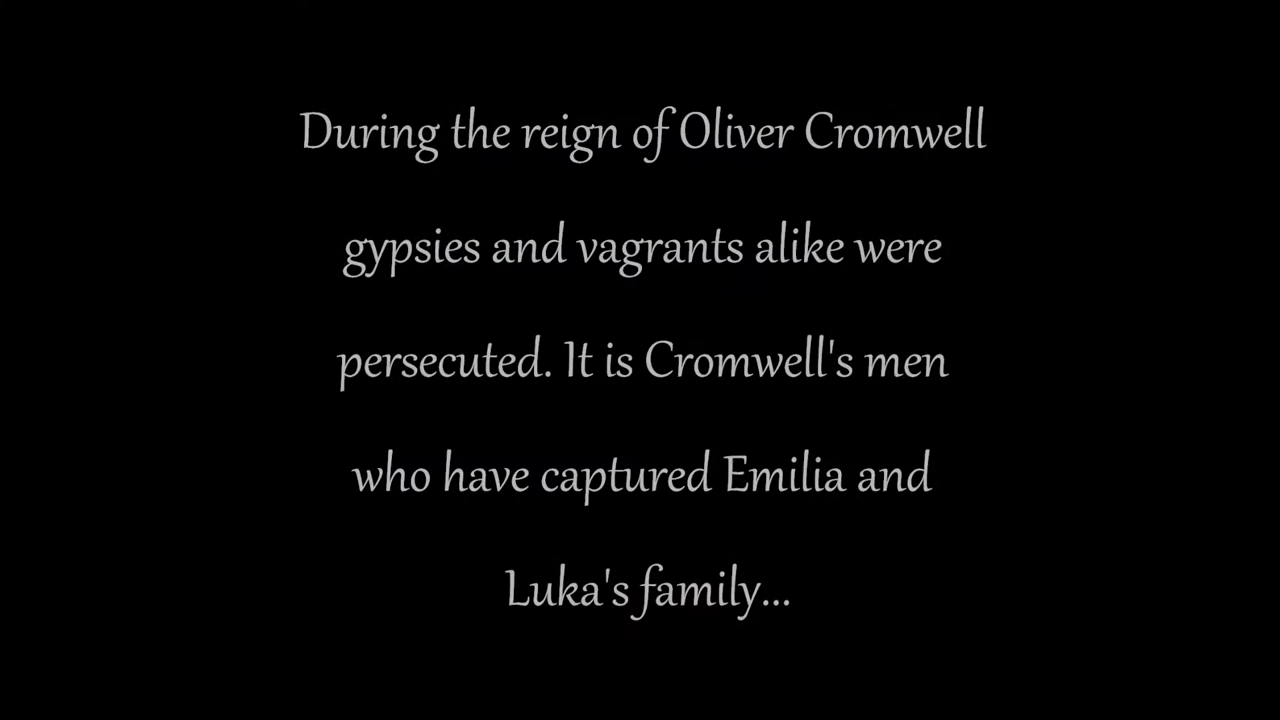 During the reign of Oliver Cromwell
gypsies and vagrants alike were
persecuted. It is Cromwell's men
who have captured Emilia and
Luka's family...